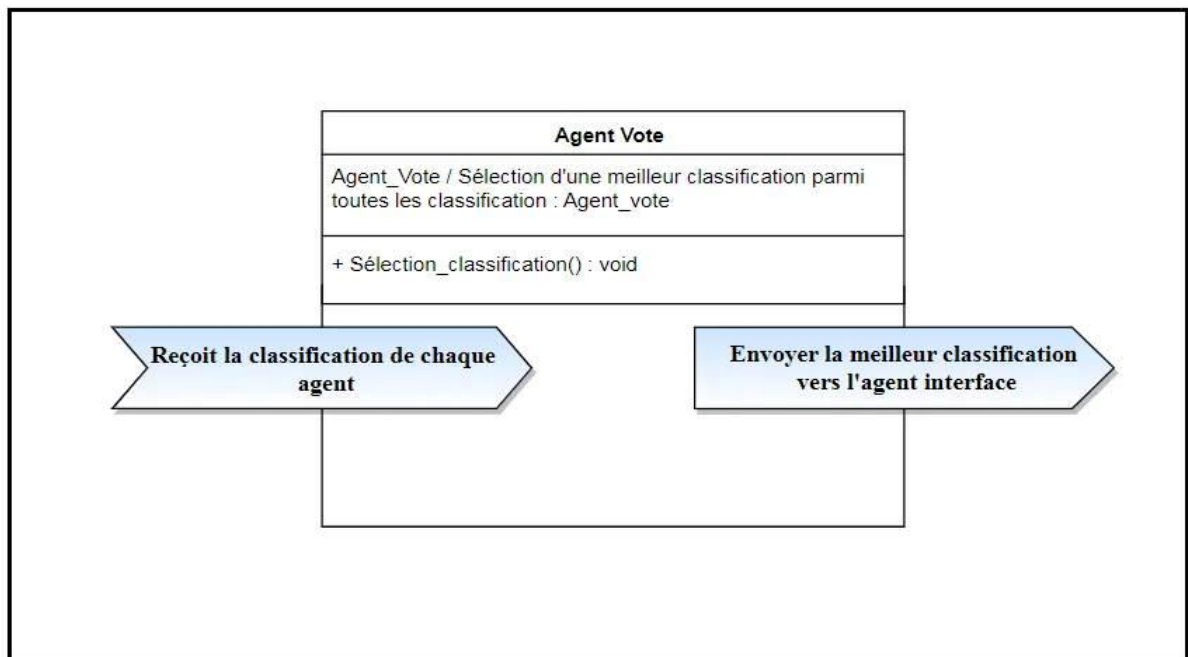 Agent Vote
Agent_Vote / Sélection d'une meilleur classification parmi
toutes les classification : Agent_vote
+ Sélection_classification() : void
Reçoit la classification de chaque
agent
Envoyer la meilleur classification
vers l'agent interface